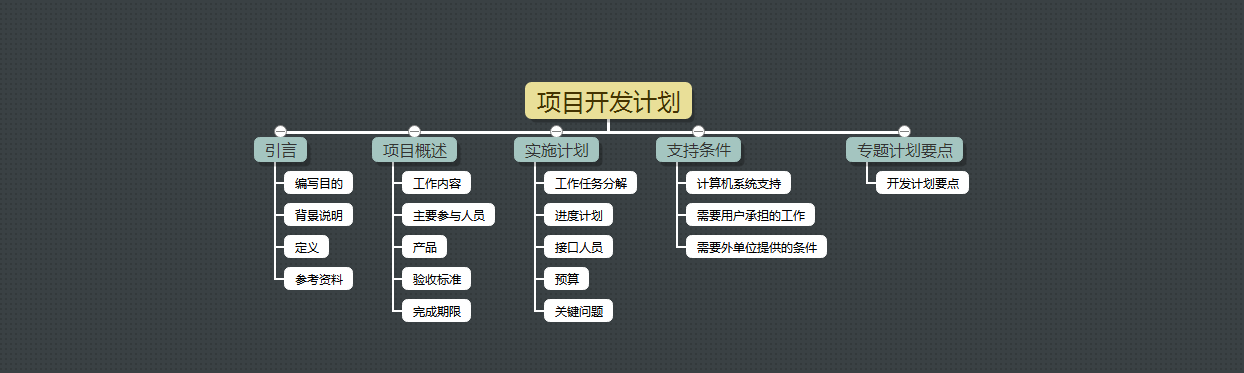 项目开发计划
引言
编写目的
背景说明
定义
参考资料
项目概述
工作内容
主要参与人员
产品
验收标准
完成期限
实施计划
工作任务分解
进度计划
接口人员
预算
关键问题
支持条件
计算机系统支持
需要用户承担的工作
需要外单位提供的条件
专题计划要点
开发计划要点